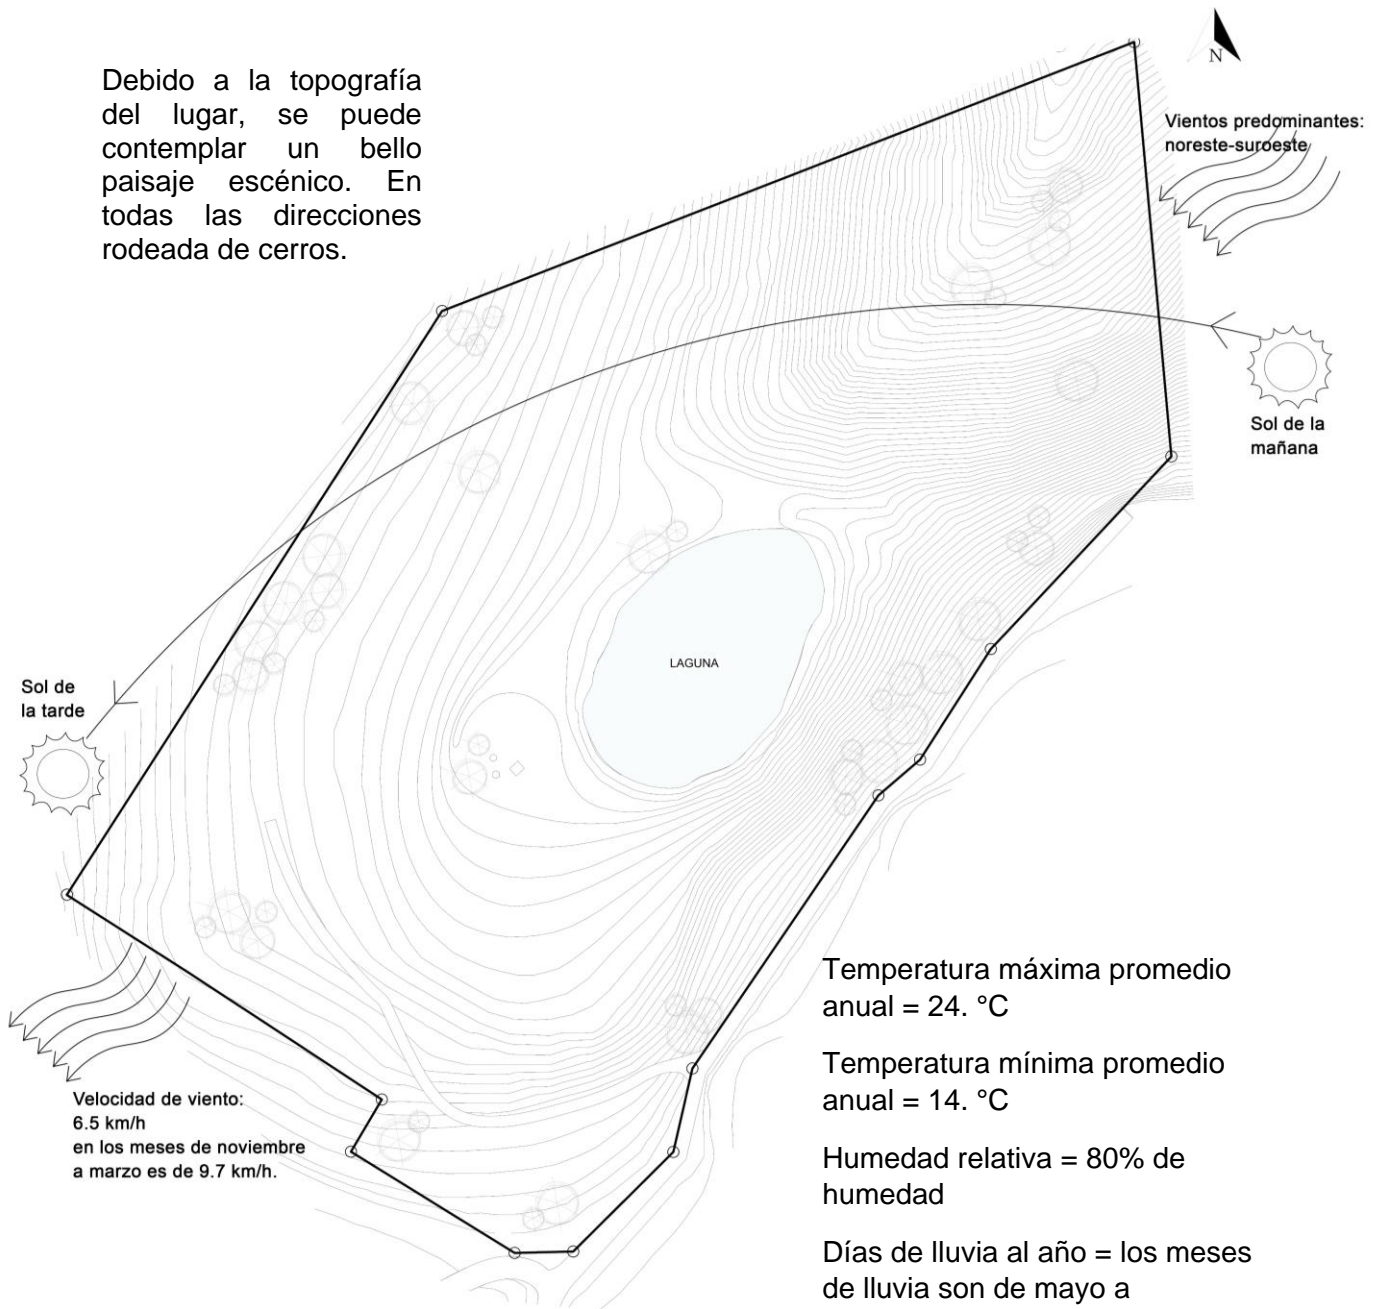 Debido a la topografía
del lugar, se puede
contemplar un bello
paisaje escénico. En
todas las direcciones
rodeada de cerros.
N
Vientos predominantes:
noreste-suroeste
Sol de la
mañana
LAGUNA
Sol de
la tarde
Velocidad de viento:
6.5 km/h
en los meses de noviembre
a marzo es de 9.7 km/h.
Temperatura máxima promedio
anual = 24. °C
Temperatura mínima promedio
anual = 14. °C
Humedad relativa = 80% de
humedad
Días de lluvia al año = los meses
de lluvia son de mayo a